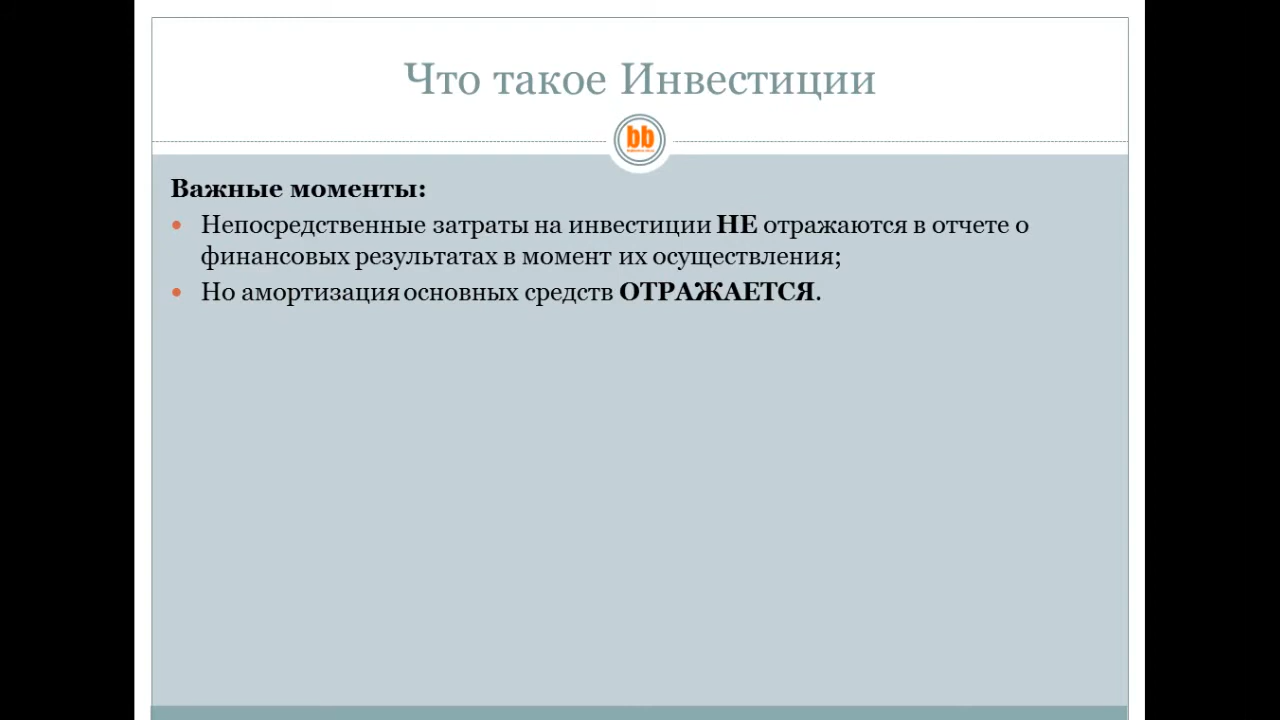 Что такое Инвестиции
bb
Важные моменты:
• Непосредственные затраты на инвестиции НЕ отражаются в отчете о
финансовых результатах в момент их осуществления;
• Но амортизация основных средств ОТРАЖАЕТСЯ.